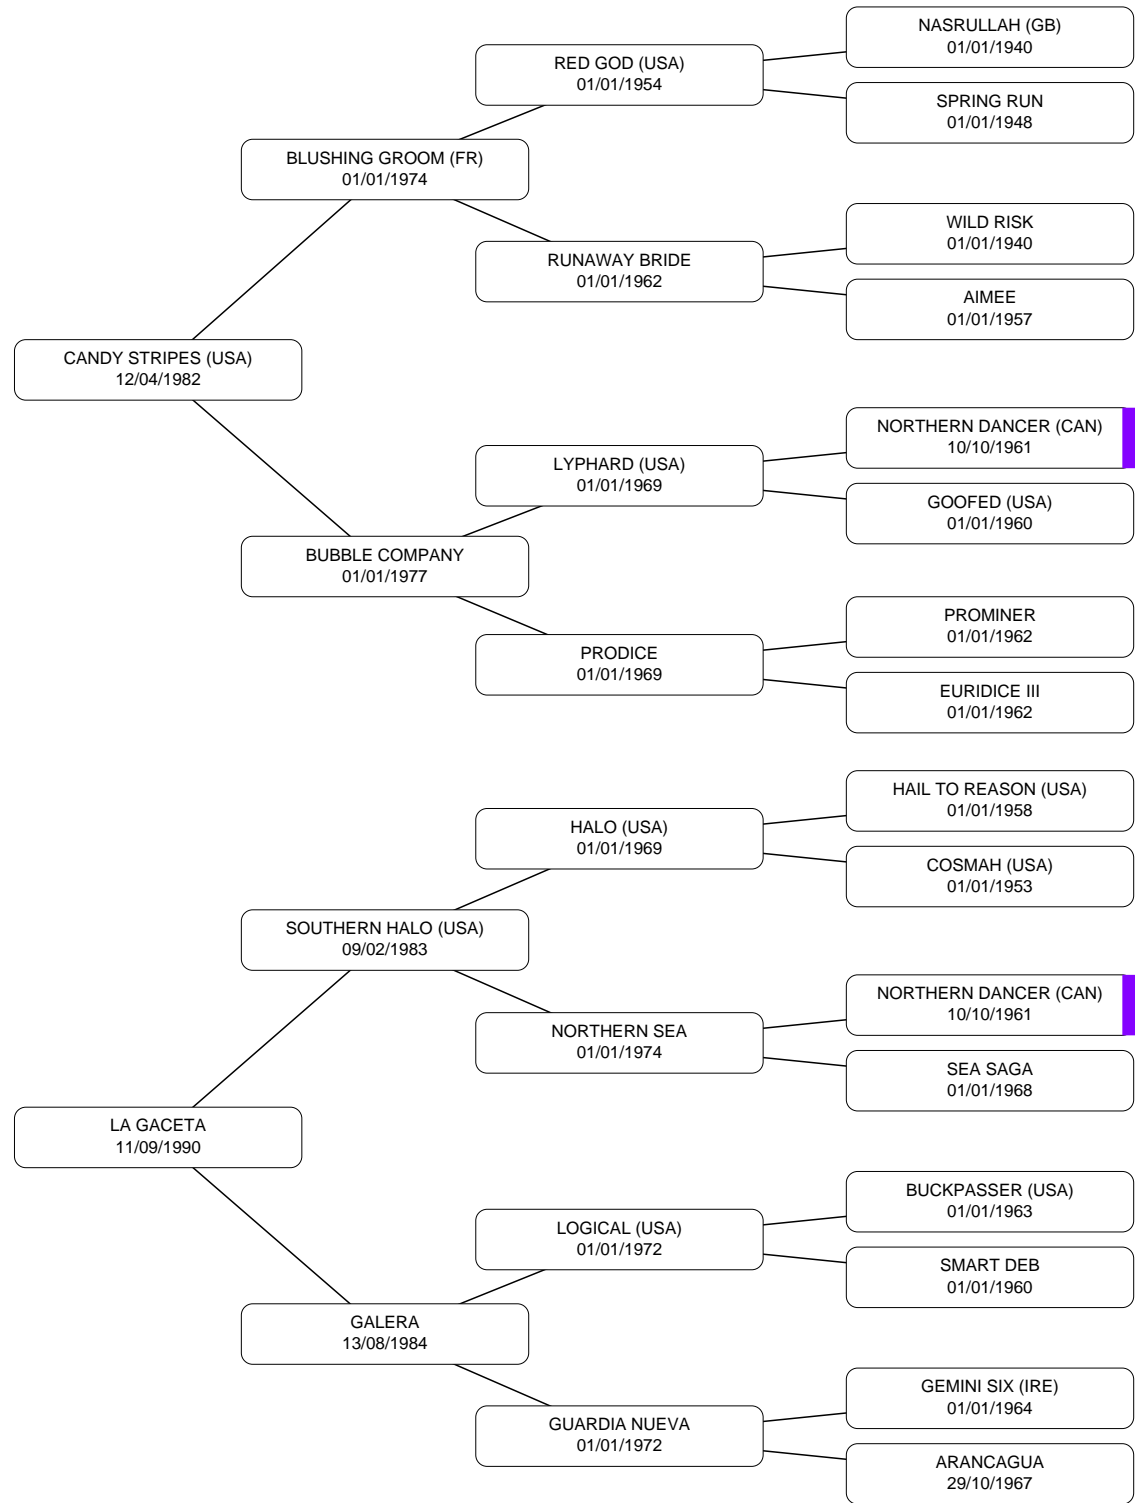 NASRULLAH (GB)
01/01/1940
RED GOD (USA)
01/01/1954
SPRING RUN
01/01/1948
BLUSHING GROOM (FR)
01/01/1974
WILD RISK
01/01/1940
RUNAWAY BRIDE
01/01/1962
AIMEE
01/01/1957
CANDY STRIPES (USA)
12/04/1982
NORTHERN DANCER (CAN)
10/10/1961
LYPHARD (USA)
01/01/1969
GOOFED (USA)
01/01/1960
BUBBLE COMPANY
01/01/1977
PROMINER
01/01/1962
PRODICE
01/01/1969
EURIDICE III
01/01/1962
HAIL TO REASON (USA)
01/01/1958
HALO (USA)
01/01/1969
COSMAH (USA)
01/01/1953
SOUTHERN HALO (USA)
09/02/1983
NORTHERN DANCER (CAN)
10/10/1961
NORTHERN SEA
01/01/1974
SEA SAGA
01/01/1968
LA GACETA
11/09/1990
BUCKPASSER (USA)
01/01/1963
LOGICAL (USA)
01/01/1972
SMART DEB
01/01/1960
GALERA
13/08/1984
GEMINI SIX (IRE)
01/01/1964
GUARDIA NUEVA
01/01/1972
ARANCAGUA
29/10/1967